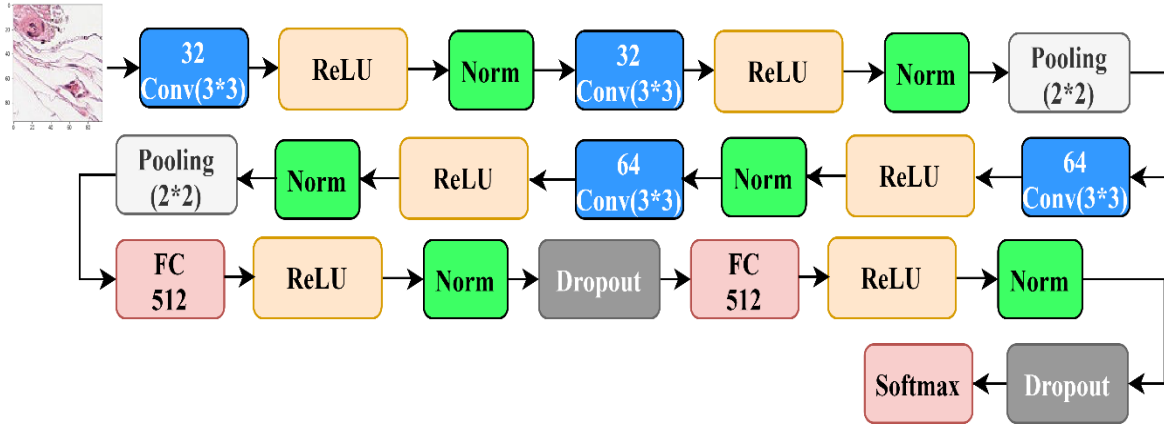 32
Conv(3*3)
ReLU
Norm
32
Conv(3*3)
ReLU
Norm
Pooling
(2*2)
64
Conv(3*3)
ReLU
Norm
64
Conv(3*3)
ReLU
Norm
Pooling
(2*2)
FC
512
ReLU
Norm
Dropout
FC
512
ReLU
Norm
Dropout
Softmax